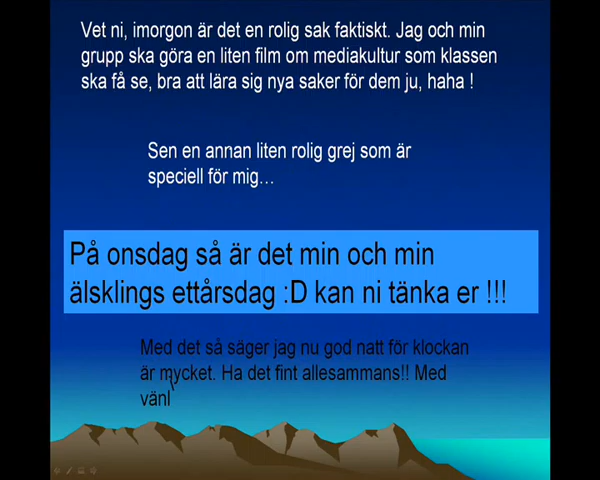 Vet ni, imorgon är det en rolig sak faktiskt. Jag och min
grupp ska göra en liten film om mediakultur som klassen
ska få se, bra att lära sig nya saker för dem ju, haha !
Sen en annan liten rolig grej som är
speciell för mig…
På onsdag så är det min och min
älsklings ettårsdag :D kan ni tänka er !!!
Med det så säger jag nu god natt för klockan
är mycket. Ha det fint allesammans!! Med
vänl